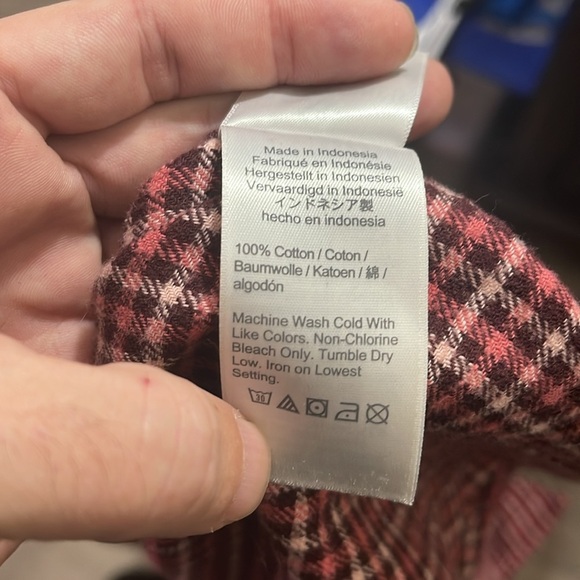 Made in Indonesia
Fabriqué en Indonésie
Hergestellt in Indonesien
Vervaardigd in Indonesië
インドネシア製
hecho en indonesia
100% Cotton / Coton /
Baumwolle / Katoen / 綿 /
algodón
Machine Wash Cold With
Like Colors. Non-Chlorine
Bleach Only. Tumble Dry
Low. Iron on Lowest
Setting.
30